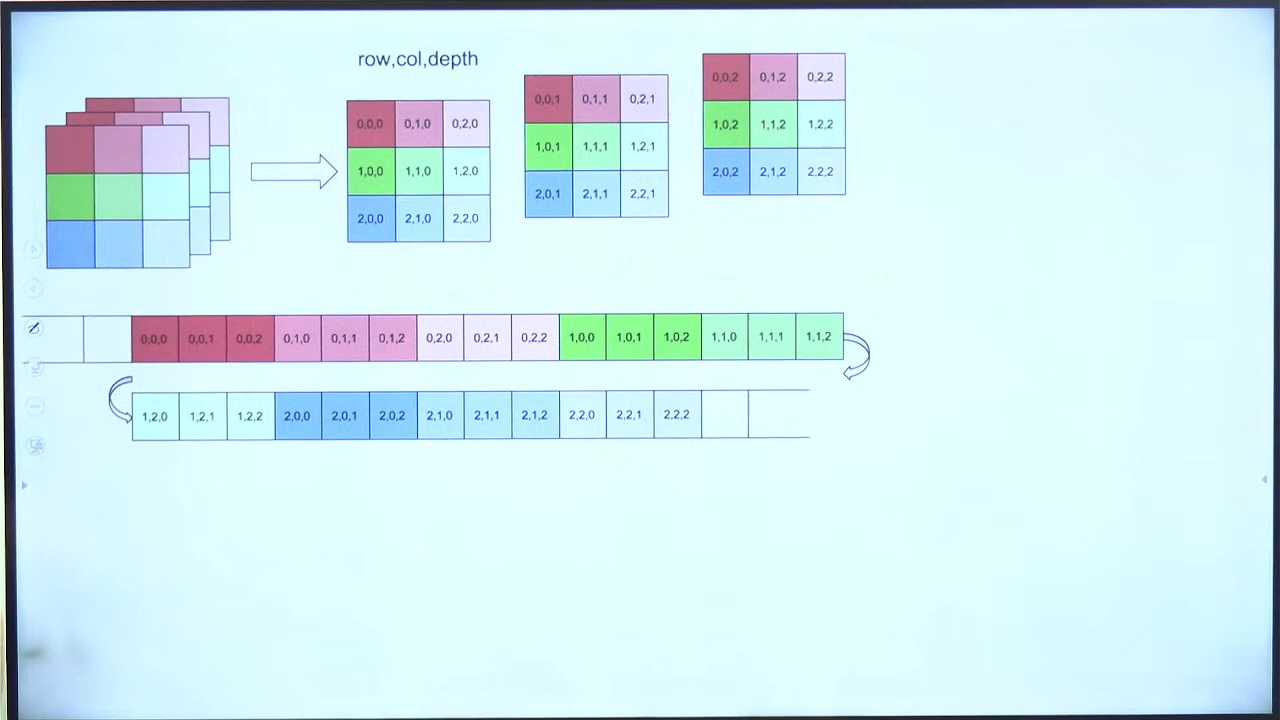 row,col,depth
0,0,0 0,1,0 0,2,0
1,0,0 1,1,0 1,2,0
2,0,0 2,1,0 2,2,0
0,0,1 0,1,1 0,2,1
1,0,1 1,1,1 1,2,1
2,0,1 2,1,1 2,2,1
0,0,2 0,1,2 0,2,2
1,0,2 1,1,2 1,2,2
2,0,2 2,1,2 2,2,2
0,0,0 0,0,1 0,0,2 0,1,0 0,1,1 0,1,2 0,2,0 0,2,1 0,2,2 1,0,0 1,0,1 1,0,2 1,1,0 1,1,1 1,1,2
1,2,0 1,2,1 1,2,2 2,0,0 2,0,1 2,0,2 2,1,0 2,1,1 2,1,2 2,2,0 2,2,1 2,2,2